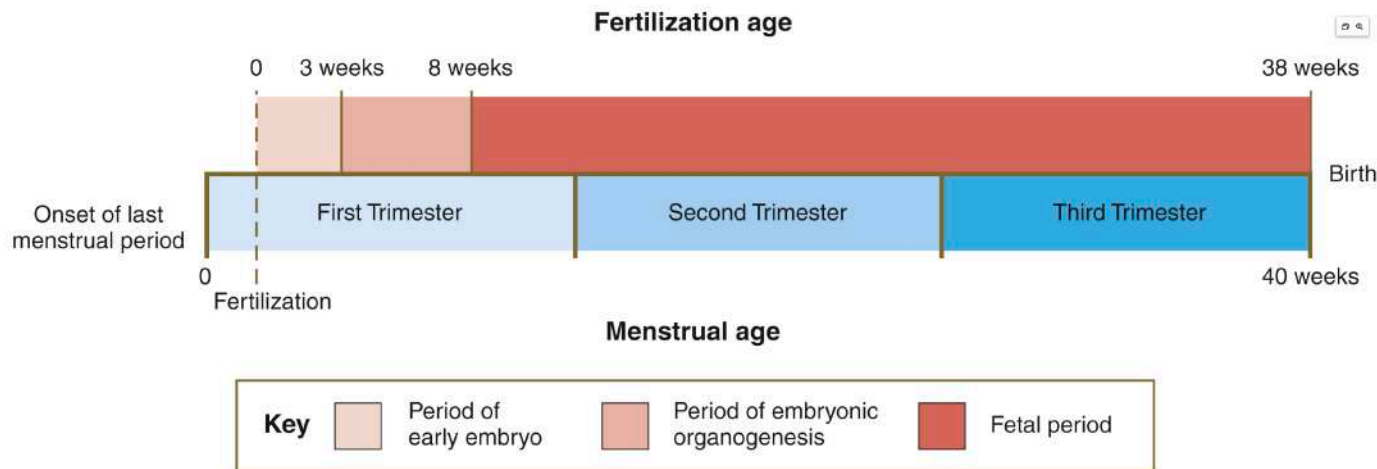 Fertilization age
0 3 weeks 8 weeks 38 weeks
Birth
First Trimester Second Trimester Third Trimester
Onset of last
menstrual period
0 40 weeks
Fertilization
Menstrual age
Key
Period of
early embryo
Period of embryonic
organogenesis
Fetal period